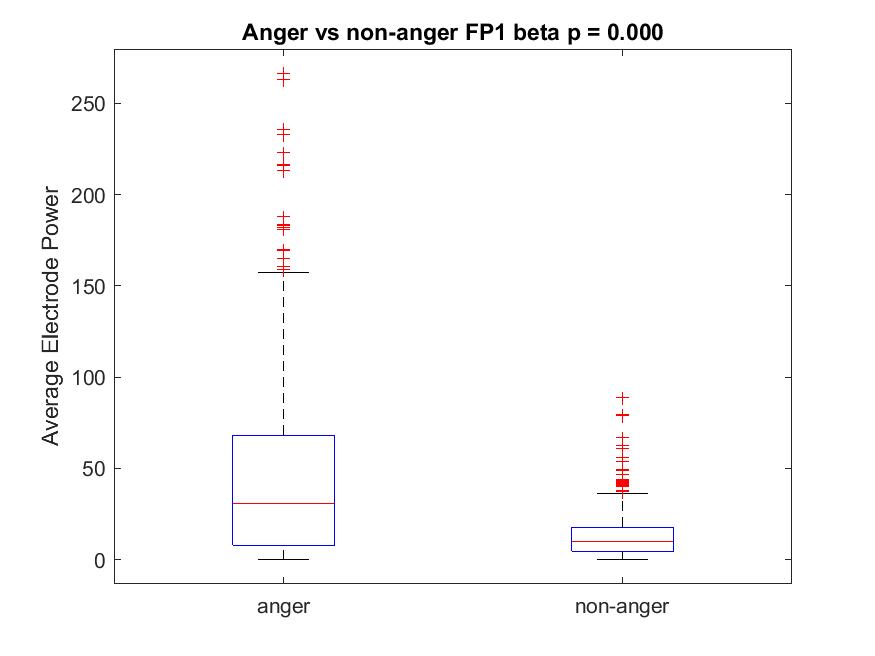 Anger vs non-anger FP1 beta p = 0.000
Average Electrode Power
250
200
150
100
50
0
anger
non-anger